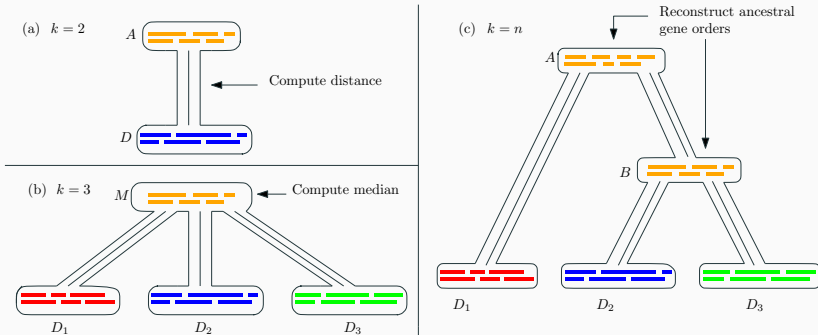 (a) k = 2
A
Compute distance
D
(b) k = 3
M
Compute median
D1
D2
D3
(c) k = n
Reconstruct ancestral
gene orders
A
B
D1
D2
D3